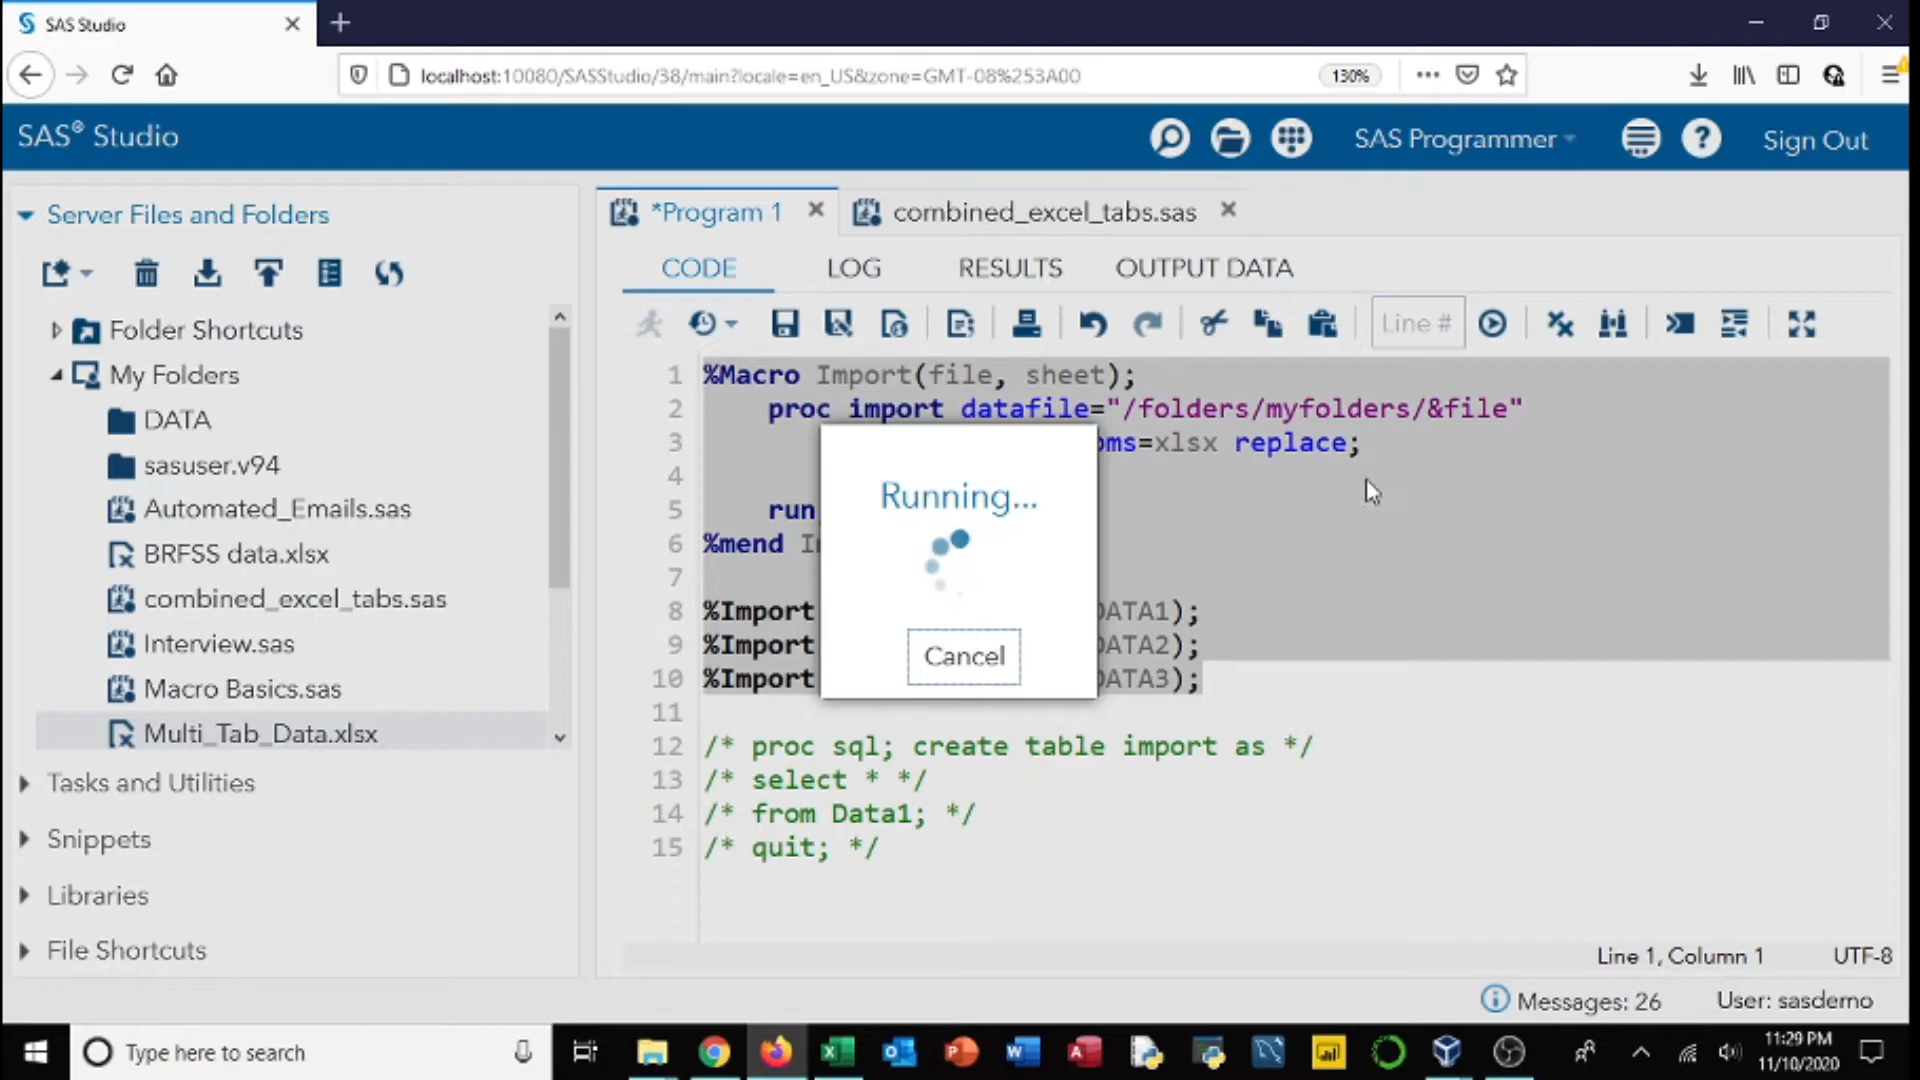 SAS Studio
localhost:10080/SASStudio/38/main?locale=en_US&zone=GMT-08%253A00
130%
SAS® Studio
SAS Programmer
Sign Out
Server Files and Folders
Folder Shortcuts
My Folders
DATA
sasuser.v94
Automated_Emails.sas
BRFSS data.xlsx
combined_excel_tabs.sas
Interview.sas
Macro Basics.sas
Multi_Tab_Data.xlsx
Tasks and Utilities
Snippets
Libraries
File Shortcuts
*Program 1
combined_excel_tabs.sas
CODE LOG RESULTS OUTPUT DATA
Line #
1 %Macro Import(file, sheet);
2 proc import datafile="/folders/myfolders/&file"
3 =xlsx replace;
4
5 run
6 %mend
7
8 %Import DATA1);
9 %Import DATA2);
10 %Import DATA3);
11
12 /* proc sql; create table import as */
13 /* select * */
14 /* from Data1; */
15 /* quit; */
Running...
Cancel
Line 1, Column 1 UTF-8
Messages: 26 User: sasdemo
Type here to search
11:29 PM
11/10/2020